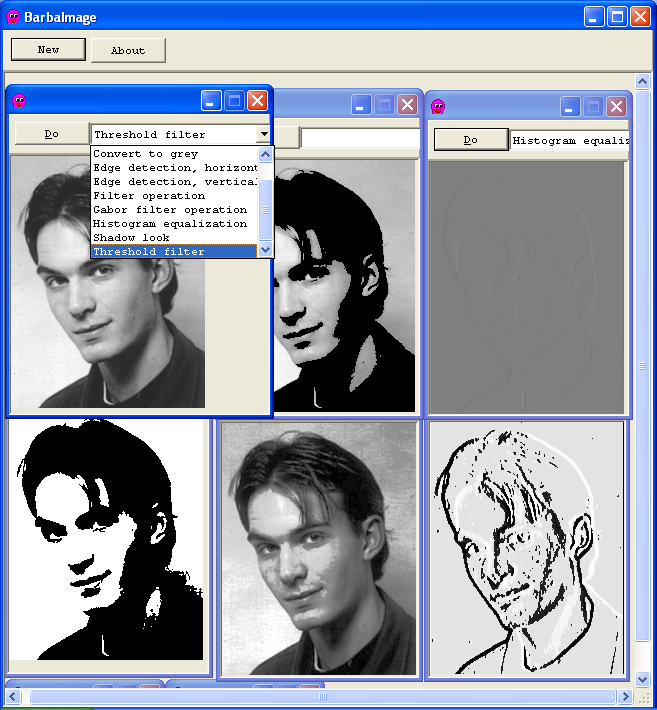 BarbaImage
New
About
Do
Threshold filter
Do
Histogram equaliz
Convert to grey
Edge detection, horizont
Edge detection, vertical
Filter operation
Gabor filter operation
Histogram equalization
Shadow look
Threshold filter